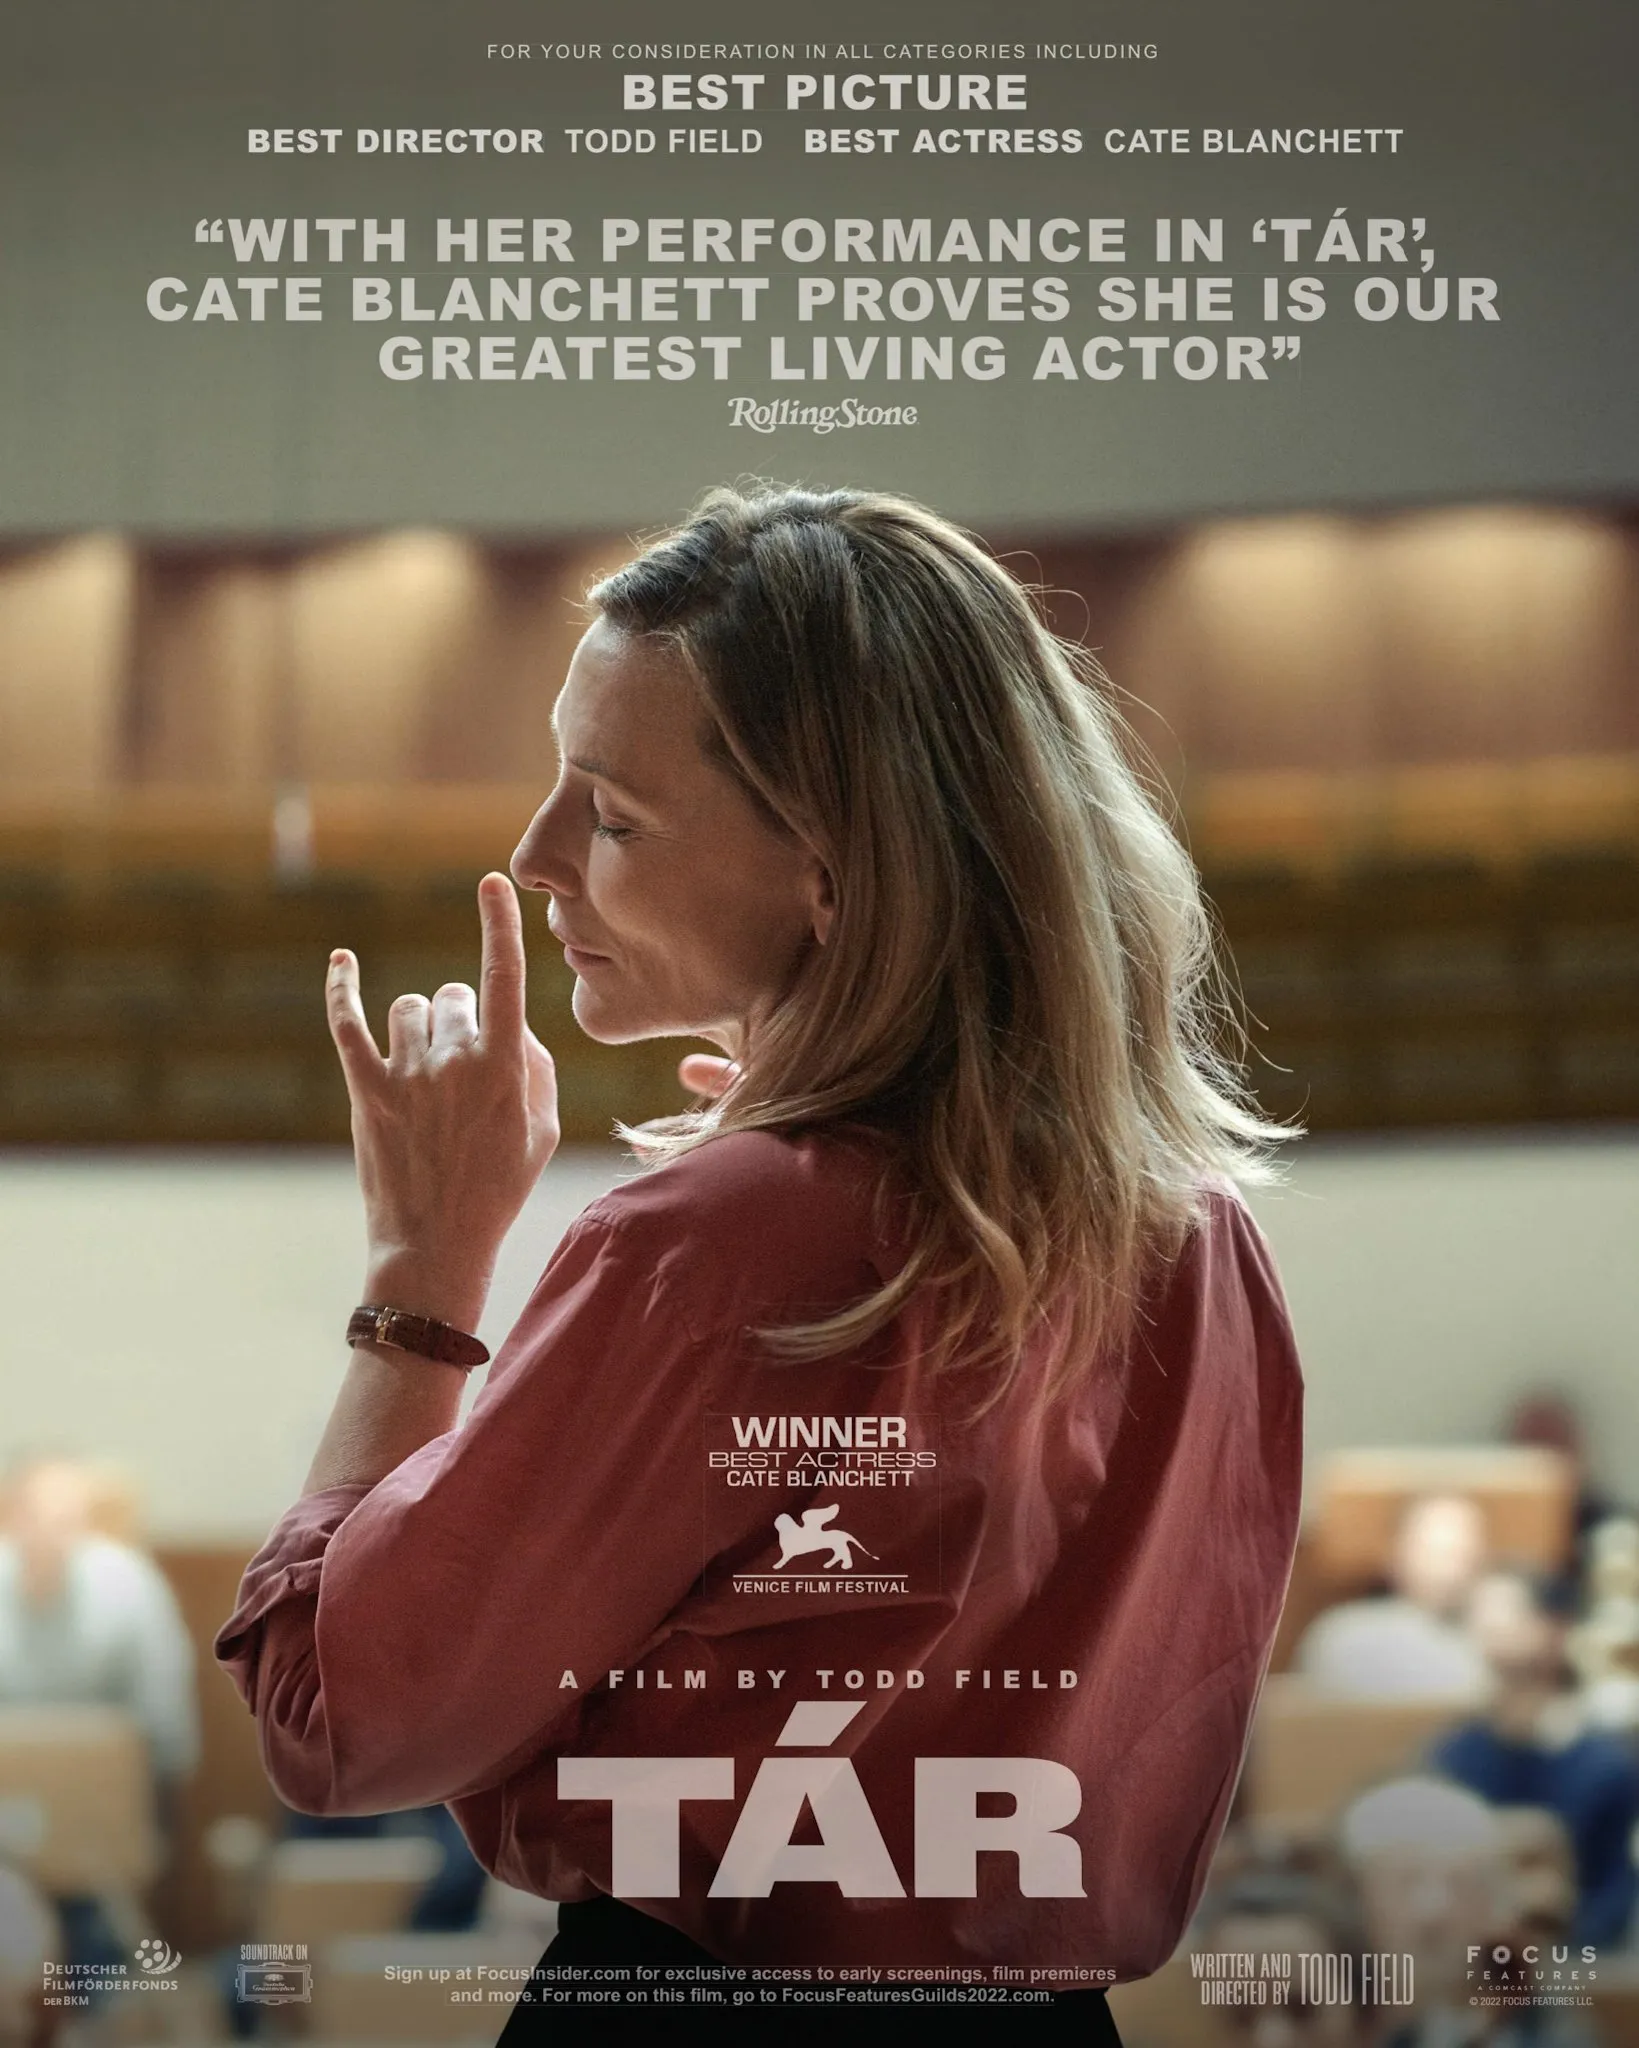 FOR YOUR CONSIDERATION IN ALL CATEGORIES INCLUDING
BEST PICTURE
BEST DIRECTOR TODD FIELD BEST ACTRESS CATE BLANCHETT
“WITH HER PERFORMANCE IN ‘TÁR’,
CATE BLANCHETT PROVES SHE IS OUR
GREATEST LIVING ACTOR”
RollingStone
WINNER
BEST ACTRESS
CATE BLANCHETT
VENICE FILM FESTIVAL
A FILM BY TODD FIELD
TÁR
DEUTSCHER
FILMFÖRDERFONDS
DER BKM
SOUNDTRACK ON
Deutsche
Grammophon
Sign up at FocusInsider.com for exclusive access to early screenings, film premieres
and more. For more on this film, go to FocusFeaturesGuilds2022.com.
WRITTEN AND
DIRECTED BY TODD FIELD
FOCUS
FEATURES
A COMCAST COMPANY
© 2022 FOCUS FEATURES LLC.